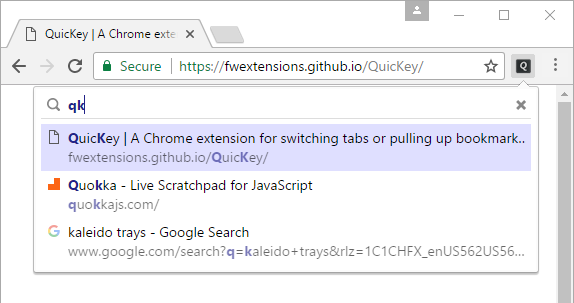 QuicKey | A Chrome exte
Secure https://fwextensions.github.io/QuicKey/ Q
qk
QuicKey | A Chrome extension for switching tabs or pulling up bookmark..
fwextensions.github.io/QuicKey/
Quokka - Live Scratchpad for JavaScript
quokkajs.com/
kaleido trays - Google Search
www.google.com/search?q=kaleido+trays&rlz=1C1CHFX_enUS562US56...